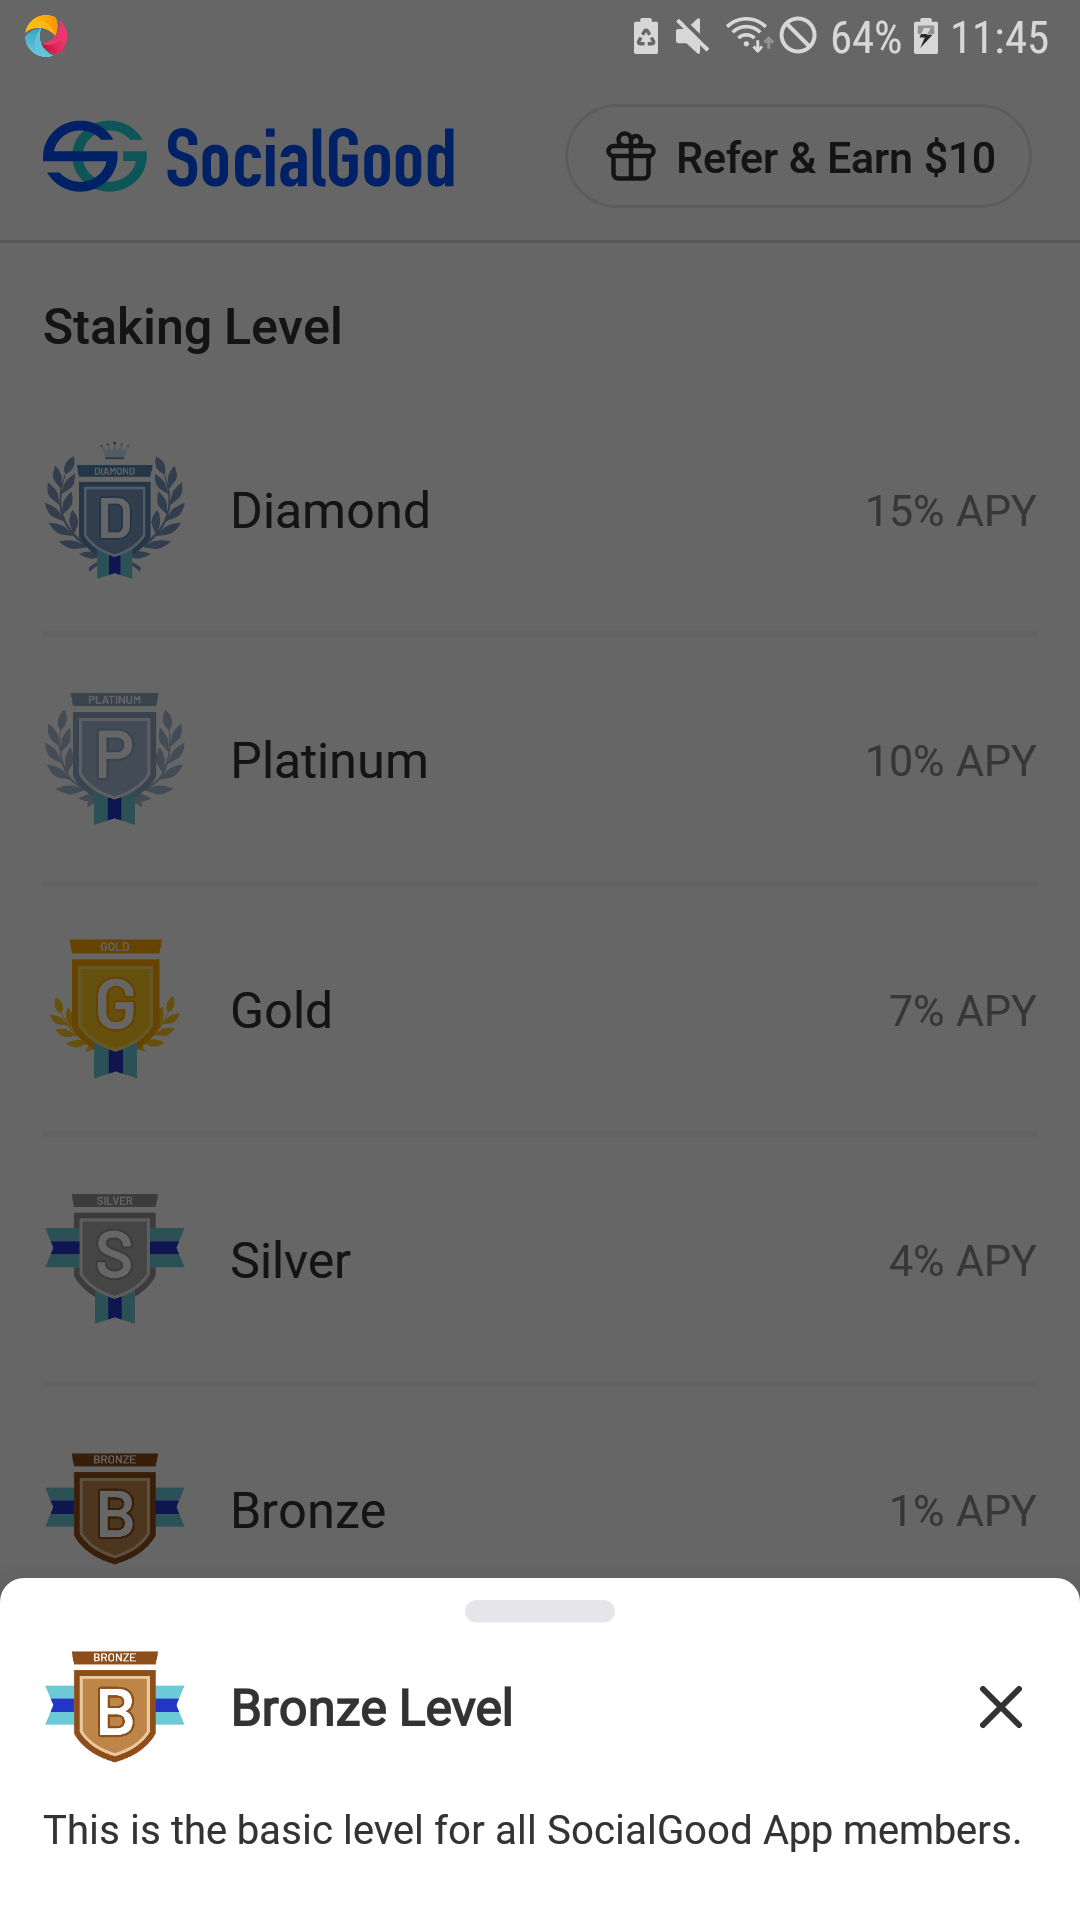 64% 11:45
SG SocialGood
Refer & Earn $10
Staking Level
DIAMOND
D
Diamond
15% APY
PLATINUM
P
Platinum
10% APY
GOLD
G
Gold
7% APY
SILVER
S
Silver
4% APY
BRONZE
B
Bronze
1% APY
BRONZE
B
Bronze Level
This is the basic level for all SocialGood App members.